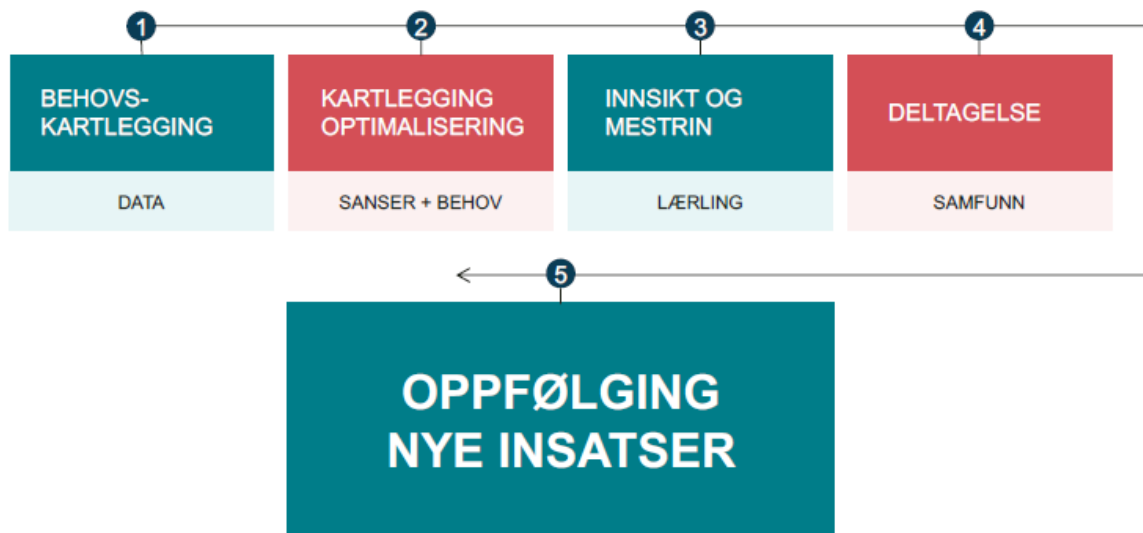 1
2
3
4
BEHOVS-
KARTLEGGING
KARTLEGGING
OPTIMALISERING
INNSIKT OG
MESTRIN
DELTAGELSE
DATA
SANSER + BEHOV
LÆRLING
SAMFUNN
5
OPPFØLGING
NYE INSATSER